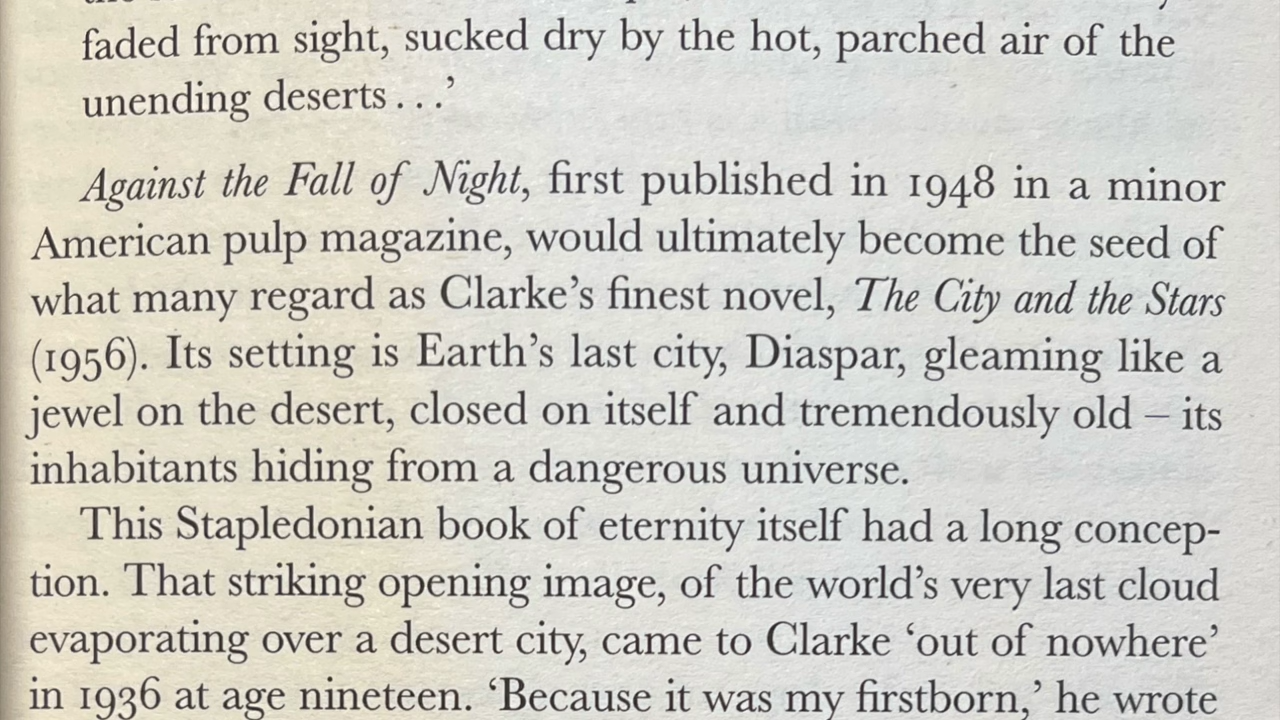 faded from sight, sucked dry by the hot, parched air of the
unending deserts . . .’
Against the Fall of Night, first published in 1948 in a minor
American pulp magazine, would ultimately become the seed of
what many regard as Clarke’s finest novel, The City and the Stars
(1956). Its setting is Earth’s last city, Diaspar, gleaming like a
jewel on the desert, closed on itself and tremendously old – its
inhabitants hiding from a dangerous universe.
This Stapledonian book of eternity itself had a long concep-
tion. That striking opening image, of the world’s very last cloud
evaporating over a desert city, came to Clarke ‘out of nowhere’
in 1936 at age nineteen. ‘Because it was my firstborn,’ he wrote